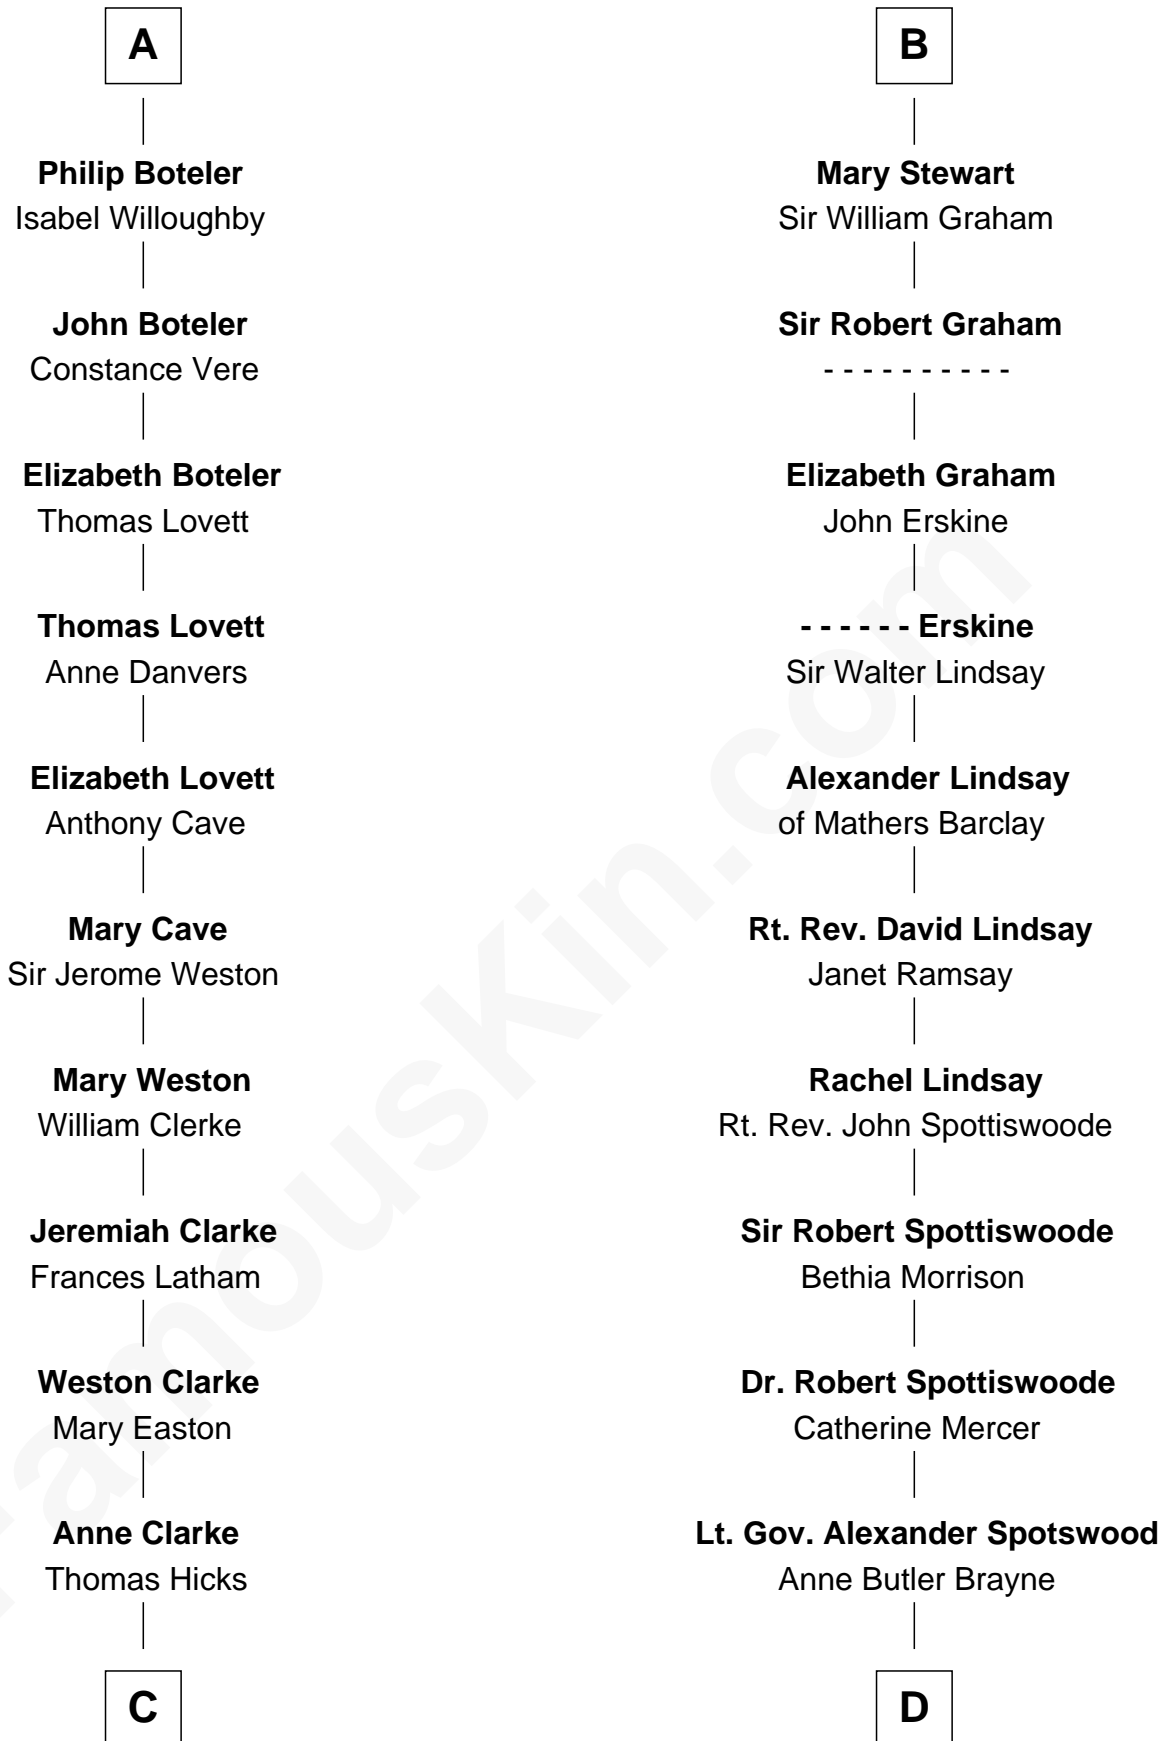 A
Philip Boteler
Isabel Willoughby
John Boteler
Constance Vere
Elizabeth Boteler
Thomas Lovett
Thomas Lovett
Anne Danvers
Elizabeth Lovett
Anthony Cave
Mary Cave
Sir Jerome Weston
Mary Weston
William Clerke
Jeremiah Clarke
Frances Latham
Weston Clarke
Mary Easton
Anne Clarke
Thomas Hicks
C
B
Mary Stewart
Sir William Graham
Sir Robert Graham
- - - - - - - - - -
Elizabeth Graham
John Erskine
- - - - - - Erskine
Sir Walter Lindsay
Alexander Lindsay
of Mathers Barclay
Rt. Rev. David Lindsay
Janet Ramsay
Rachel Lindsay
Rt. Rev. John Spottiswoode
Sir Robert Spottiswoode
Bethia Morrison
Dr. Robert Spottiswoode
Catherine Mercer
Lt. Gov. Alexander Spotswood
Anne Butler Brayne
D
FamousKin.com